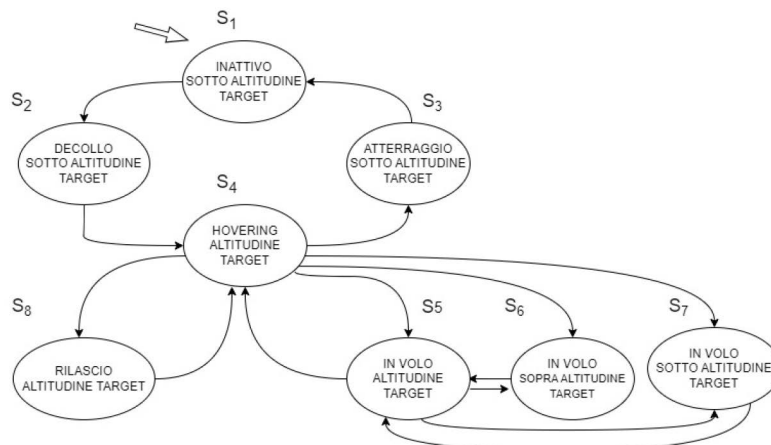 S1
INATTIVO
SOTTO ALTITUDINE
TARGET
S2
DECOLLO
SOTTO ALTITUDINE
TARGET
S3
ATTERRAGGIO
SOTTO ALTITUDINE
TARGET
S4
HOVERING
ALTITUDINE
TARGET
S8
RILASCIO
ALTITUDINE TARGET
S5
IN VOLO
ALTITUDINE
TARGET
S6
IN VOLO
SOPRA ALTITUDINE
TARGET
S7
IN VOLO
SOTTO ALTITUDINE
TARGET